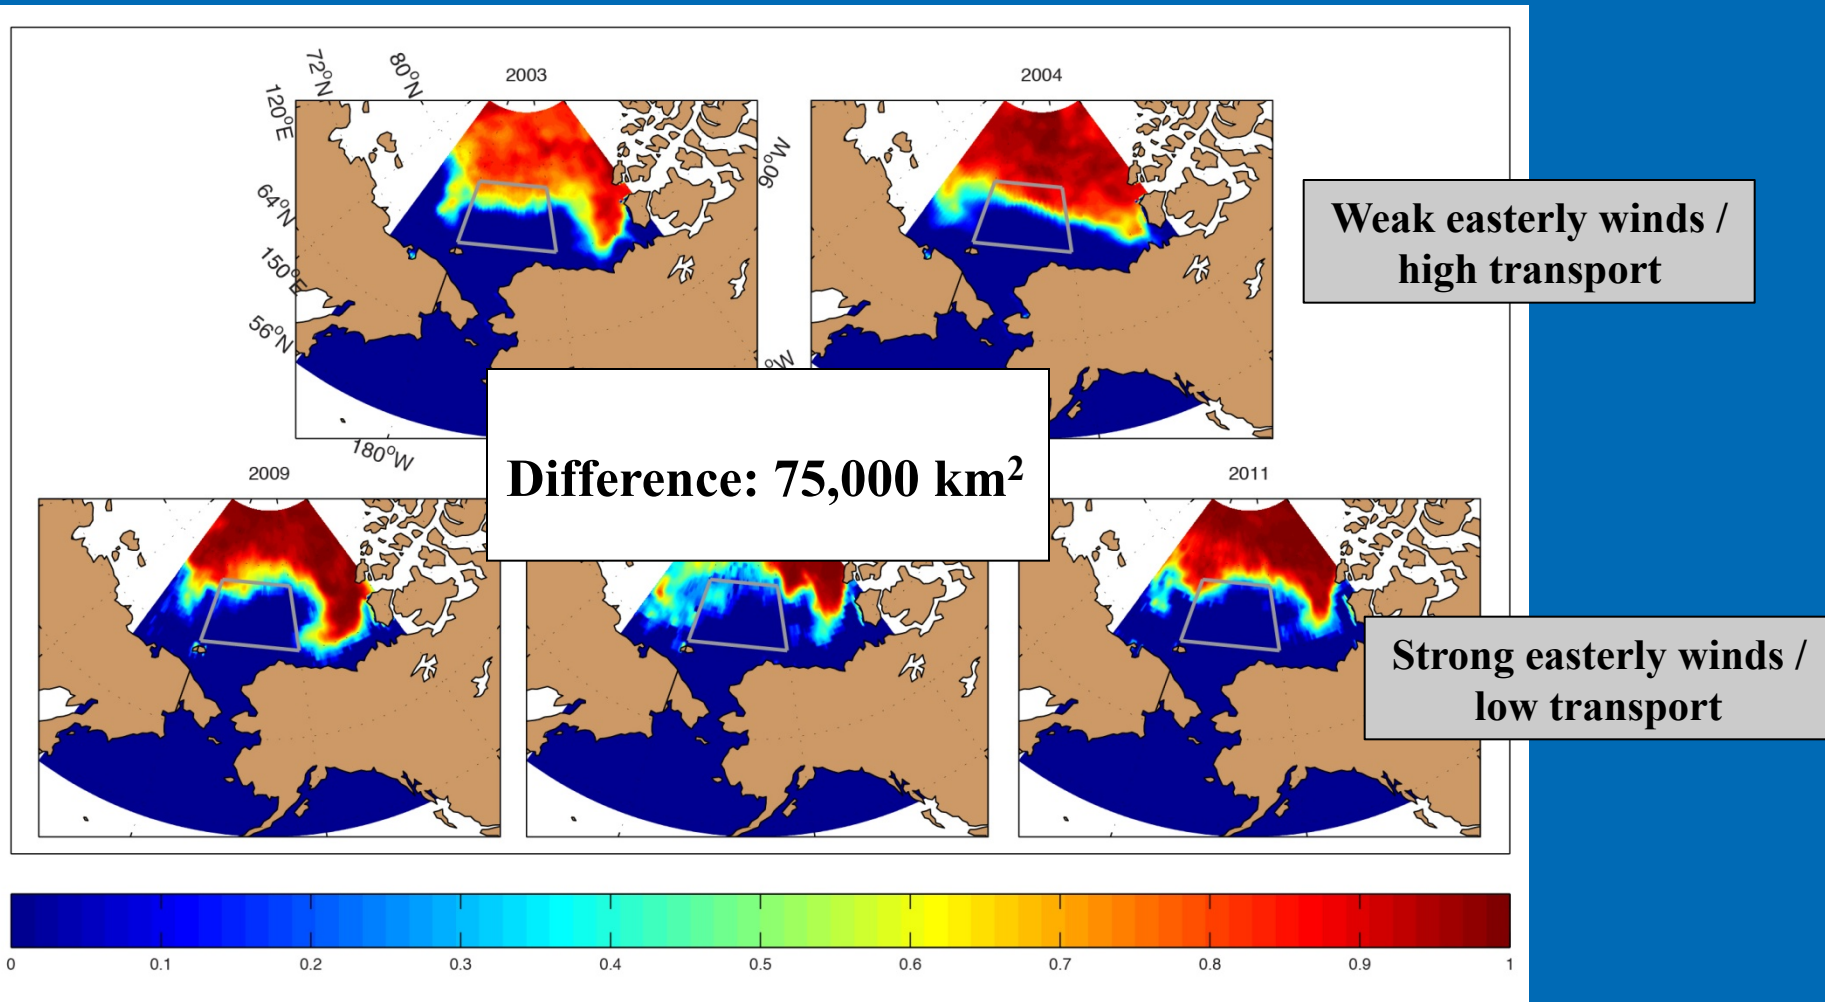 72°N
80°N
2003
2004
120°E
90°W
64°N
Weak easterly winds /
high transport
150°E
56°N
°W
180°W
Difference: 75,000 km²
2009
2011
Strong easterly winds /
low transport
0 0.1 0.2 0.3 0.4 0.5 0.6 0.7 0.8 0.9 1